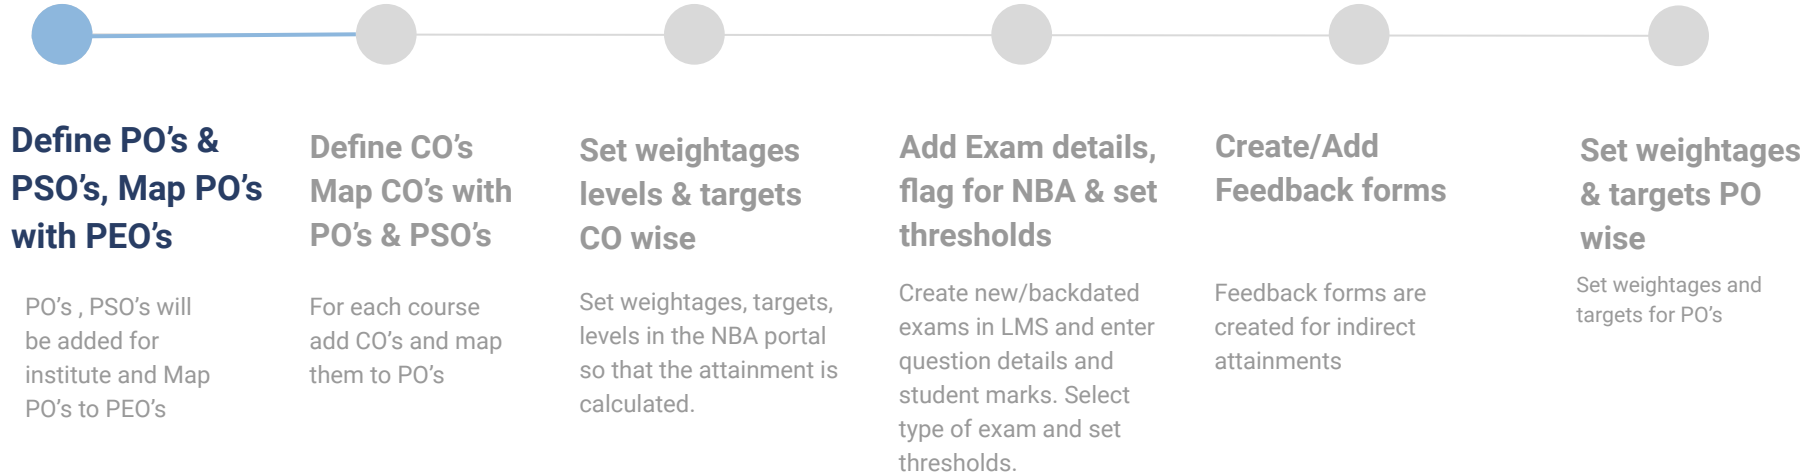 Define PO’s &
PSO’s, Map PO’s
with PEO’s
PO’s , PSO’s will
be added for
institute and Map
PO’s to PEO’s
Define CO’s
Map CO’s with
PO’s & PSO’s
For each course
add CO’s and map
them to PO’s
Set weightages
levels & targets
CO wise
Set weightages, targets,
levels in the NBA portal
so that the attainment is
calculated.
Add Exam details,
flag for NBA & set
thresholds
Create new/backdated
exams in LMS and enter
question details and
student marks. Select
type of exam and set
thresholds.
Create/Add
Feedback forms
Feedback forms are
created for indirect
attainments
Set weightages
& targets PO
wise
Set weightages and
targets for PO’s